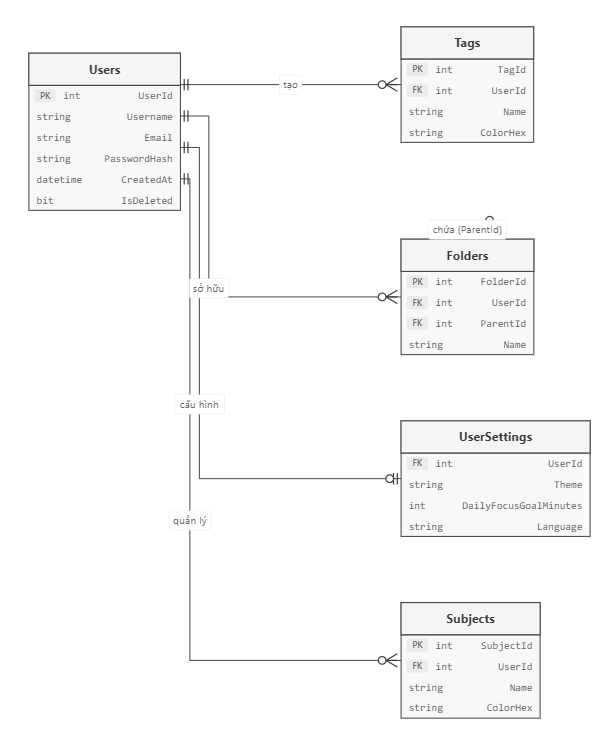 Users
PK int UserId
string Username
string Email
string PasswordHash
datetime CreatedAt
bit IsDeleted
tạo
Tags
PK int TagId
FK int UserId
string Name
string ColorHex
chứa (ParentId)
Folders
PK int FolderId
FK int UserId
FK int ParentId
string Name
sở hữu
cấu hình
UserSettings
FK int UserId
string Theme
int DailyFocusGoalMinutes
string Language
quản lý
Subjects
PK int SubjectId
FK int UserId
string Name
string ColorHex